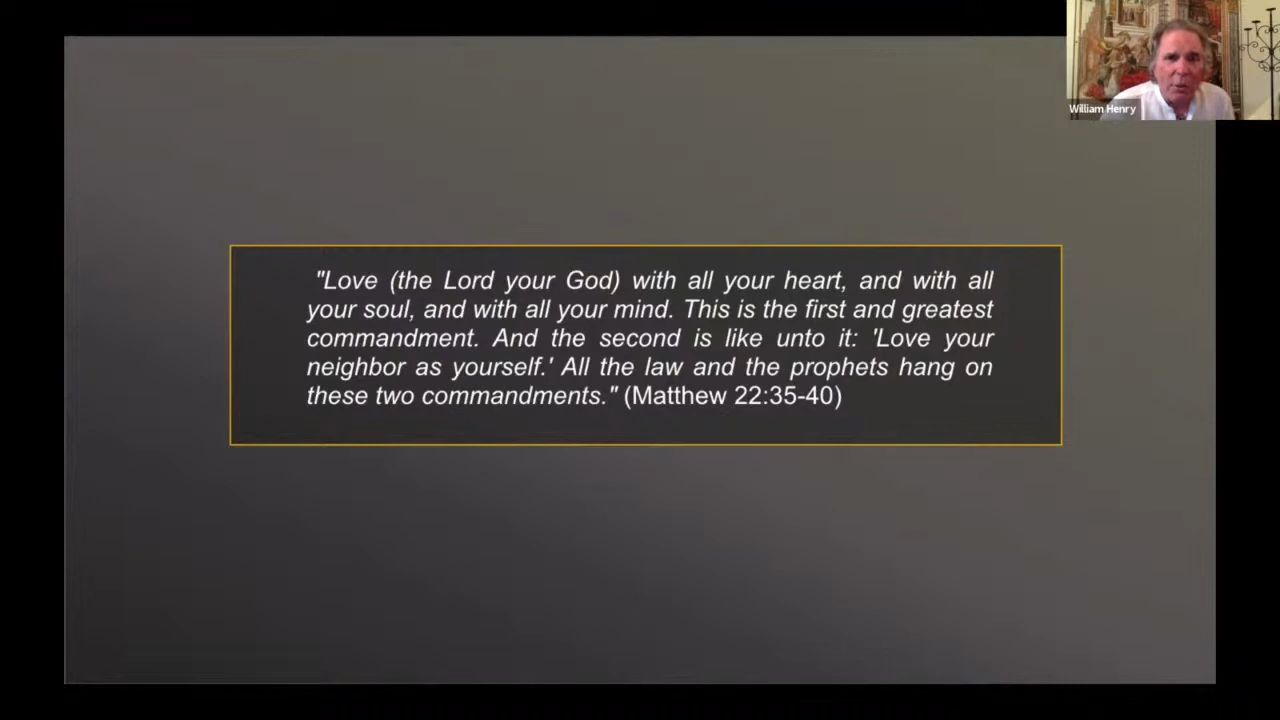 William Henry
"Love (the Lord your God) with all your heart, and with all
your soul, and with all your mind. This is the first and greatest
commandment. And the second is like unto it: 'Love your
neighbor as yourself.' All the law and the prophets hang on
these two commandments." (Matthew 22:35-40)